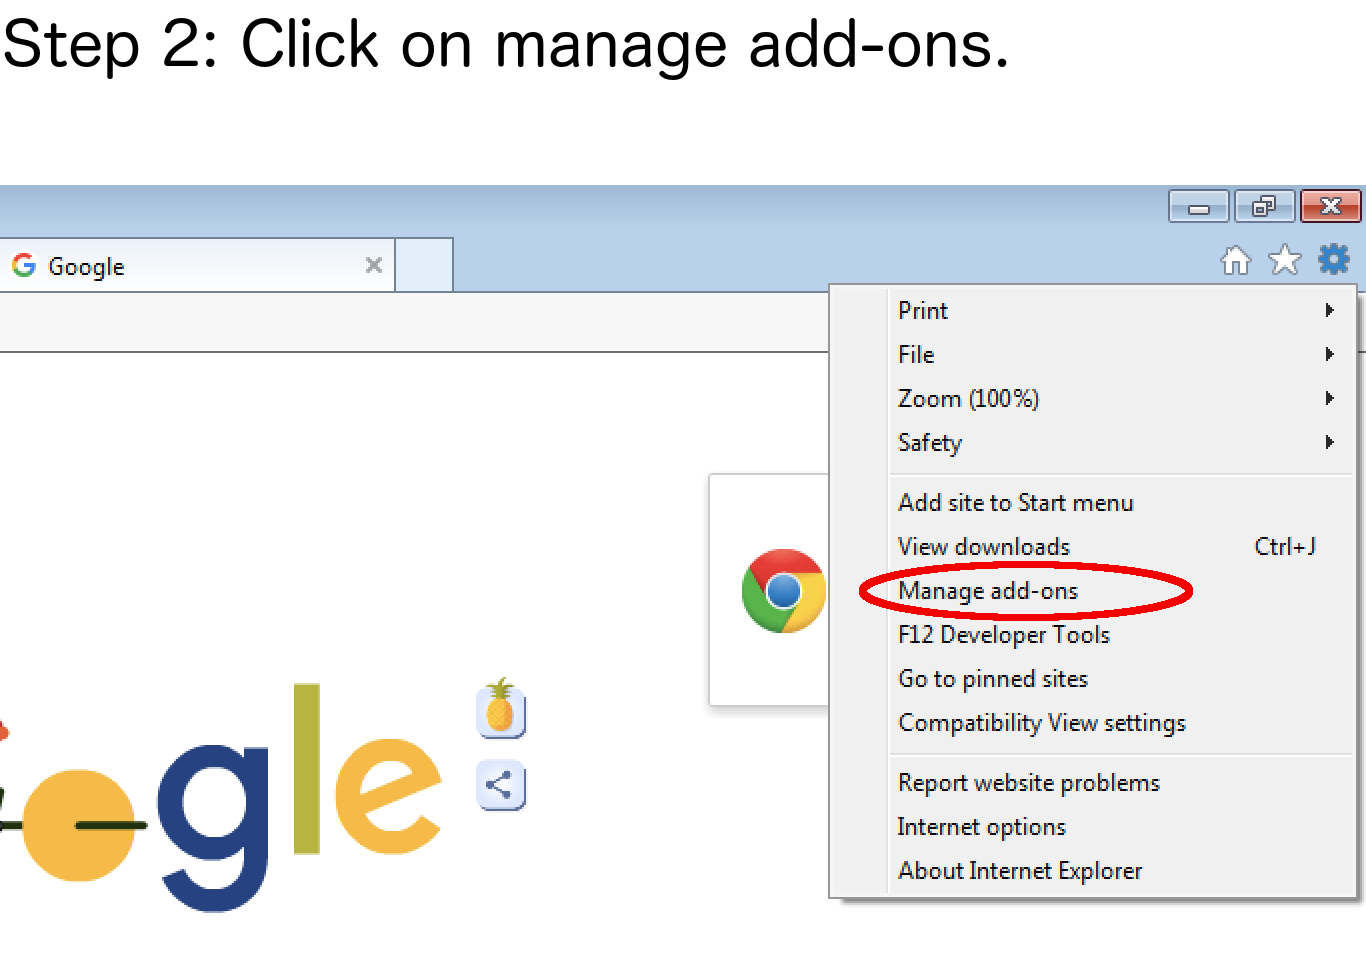 Step 2: Click on manage add-ons.
Google
Print
File
Zoom (100%)
Safety
Add site to Start menu
View downloads Ctrl+J
Manage add-ons
F12 Developer Tools
Go to pinned sites
Compatibility View settings
Report website problems
Internet options
About Internet Explorer
ogle